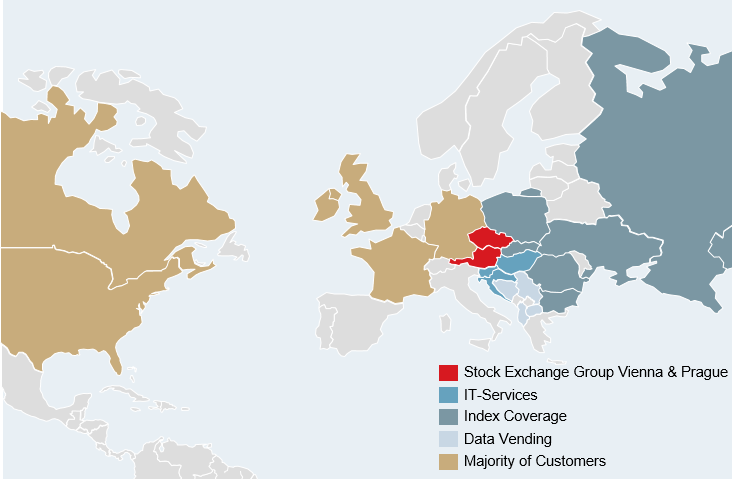 Stock Exchange Group Vienna & Prague
IT-Services
Index Coverage
Data Vending
Majority of Customers